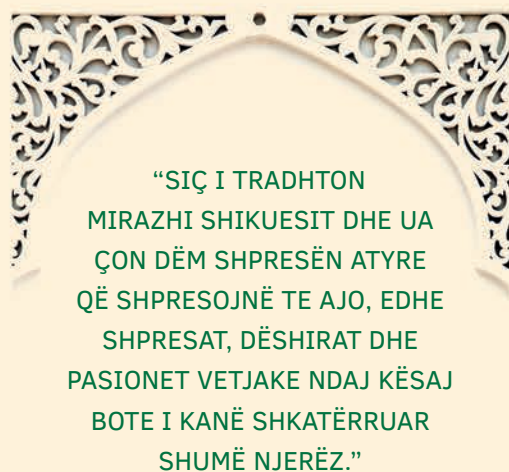 “SIÇ I TRADHTON
MIRAZHI SHIKUESIT DHE UA
ÇON DËM SHPRESËN ATYRE
QË SHPRESOJNË TE AJO, EDHE
SHPRESAT, DËSHIRAT DHE
PASIONET VETJAKE NDAJ KËSAJ
BOTE I KANË SHKATËRRUAR
SHUMË NJERËZ.”